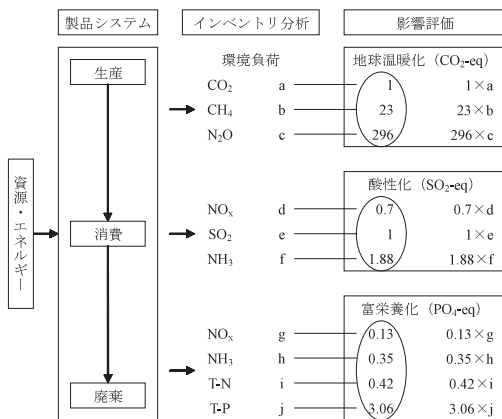 製品システム
インベントリ分析
影響評価
資源・エネルギー
生産
消費
廃棄
環境負荷
CO₂ a
CH₄ b
N₂O c
地球温暖化（CO₂-eq）
1 1×a
23 23×b
296 296×c
NOₓ d
SO₂ e
NH₃ f
酸性化（SO₂-eq）
0.7 0.7×d
1 1×e
1.88 1.88×f
NOₓ g
NH₃ h
T-N i
T-P j
富栄養化（PO₄-eq）
0.13 0.13×g
0.35 0.35×h
0.42 0.42×i
3.06 3.06×j